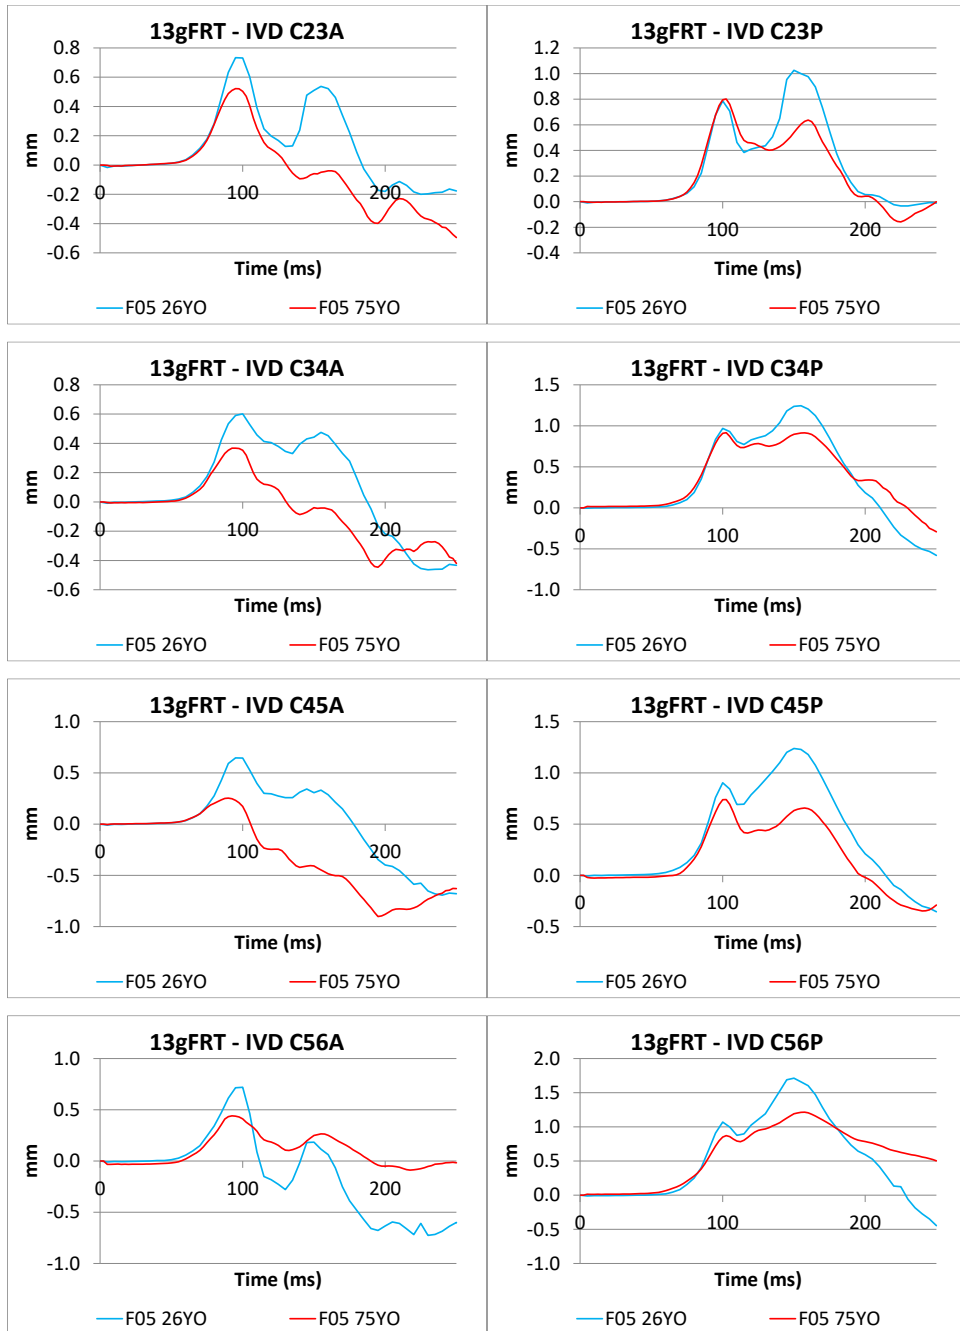 13gFRT - IVD C23A
0.8
0.6
0.4
0.2
0.0
-0.2
-0.4
-0.6
0 100 200
mm
Time (ms)
F05 26YO F05 75YO
13gFRT - IVD C23P
1.2
1.0
0.8
0.6
0.4
0.2
0.0
-0.2
-0.4
0 100 200
mm
Time (ms)
F05 26YO F05 75YO
13gFRT - IVD C34A
0.8
0.6
0.4
0.2
0.0
-0.2
-0.4
-0.6
0 100 200
mm
Time (ms)
F05 26YO F05 75YO
13gFRT - IVD C34P
1.5
1.0
0.5
0.0
-0.5
-1.0
0 100 200
mm
Time (ms)
F05 26YO F05 75YO
13gFRT - IVD C45A
1.0
0.5
0.0
-0.5
-1.0
0 100 200
mm
Time (ms)
F05 26YO F05 75YO
13gFRT - IVD C45P
1.5
1.0
0.5
0.0
-0.5
0 100 200
mm
Time (ms)
F05 26YO F05 75YO
13gFRT - IVD C56A
1.0
0.5
0.0
-0.5
-1.0
0 100 200
mm
Time (ms)
F05 26YO F05 75YO
13gFRT - IVD C56P
2.0
1.5
1.0
0.5
0.0
-0.5
-1.0
0 100 200
mm
Time (ms)
F05 26YO F05 75YO